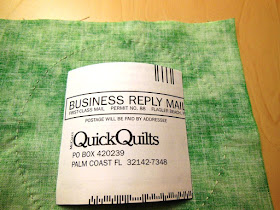 BUSINESS REPLY MAIL
FIRST-CLASS MAIL PERMIT NO. 88 FLAGLER BEACH
POSTAGE WILL BE PAID BY ADDRESSEE
QuickQuilts
PO BOX 420239
PALM COAST FL 32142-7348